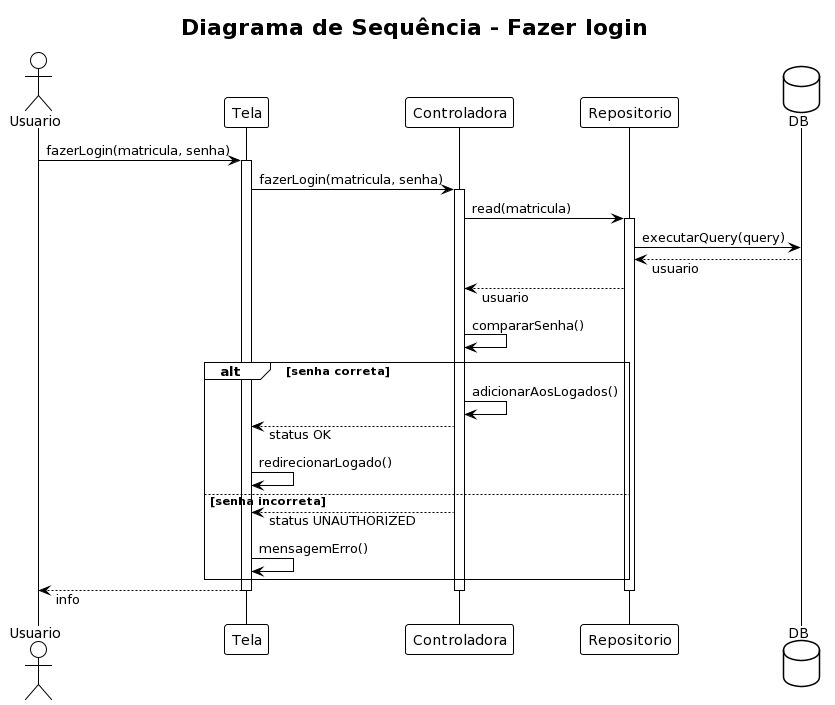 Diagrama de Sequência - Fazer login
Usuario
Tela
Controladora
Repositorio
DB
fazerLogin(matricula, senha)
fazerLogin(matricula, senha)
read(matricula)
executarQuery(query)
usuario
usuario
compararSenha()
alt
[senha correta]
adicionarAosLogados()
status OK
redirecionarLogado()
[senha incorreta]
status UNAUTHORIZED
mensagemErro()
info
Usuario
Tela
Controladora
Repositorio
DB